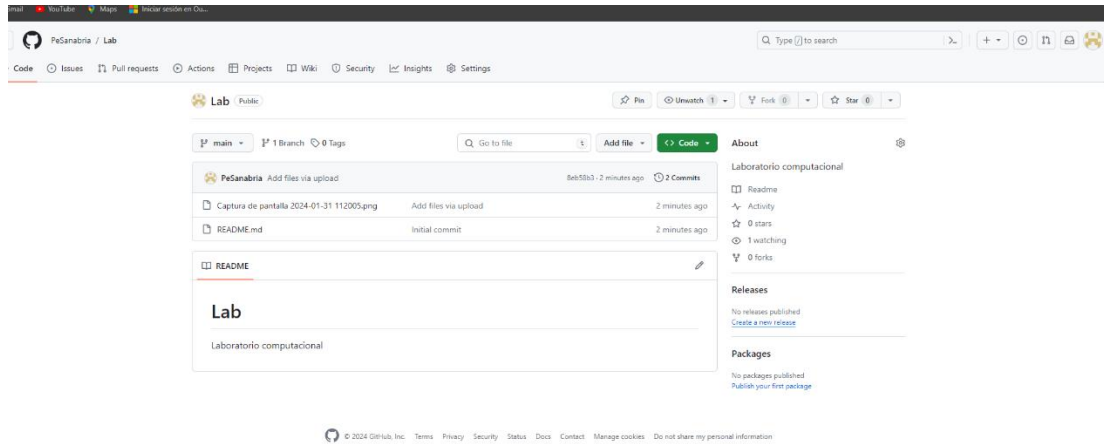 YouTube Maps Iniciar sesión en Ou...
PeSanabria / Lab Type / to search
Code Issues Pull requests Actions Projects Wiki Security Insights Settings
Lab Public Pin Unwatch 1 Fork 0 Star 0
main 1 Branch 0 Tags Go to file t Add file Code
PeSanabria Add files via upload 8eb58b3 · 2 minutes ago 2 Commits
Captura de pantalla 2024-01-31 112005.png Add files via upload 2 minutes ago
README.md Initial commit 2 minutes ago
README
Lab
Laboratorio computacional
About
Laboratorio computacional
Readme
Activity
0 stars
1 watching
0 forks
Releases
No releases published
Create a new release
Packages
No packages published
Publish your first package
© 2024 GitHub, Inc. Terms Privacy Security Status Docs Contact Manage cookies Do not share my personal information